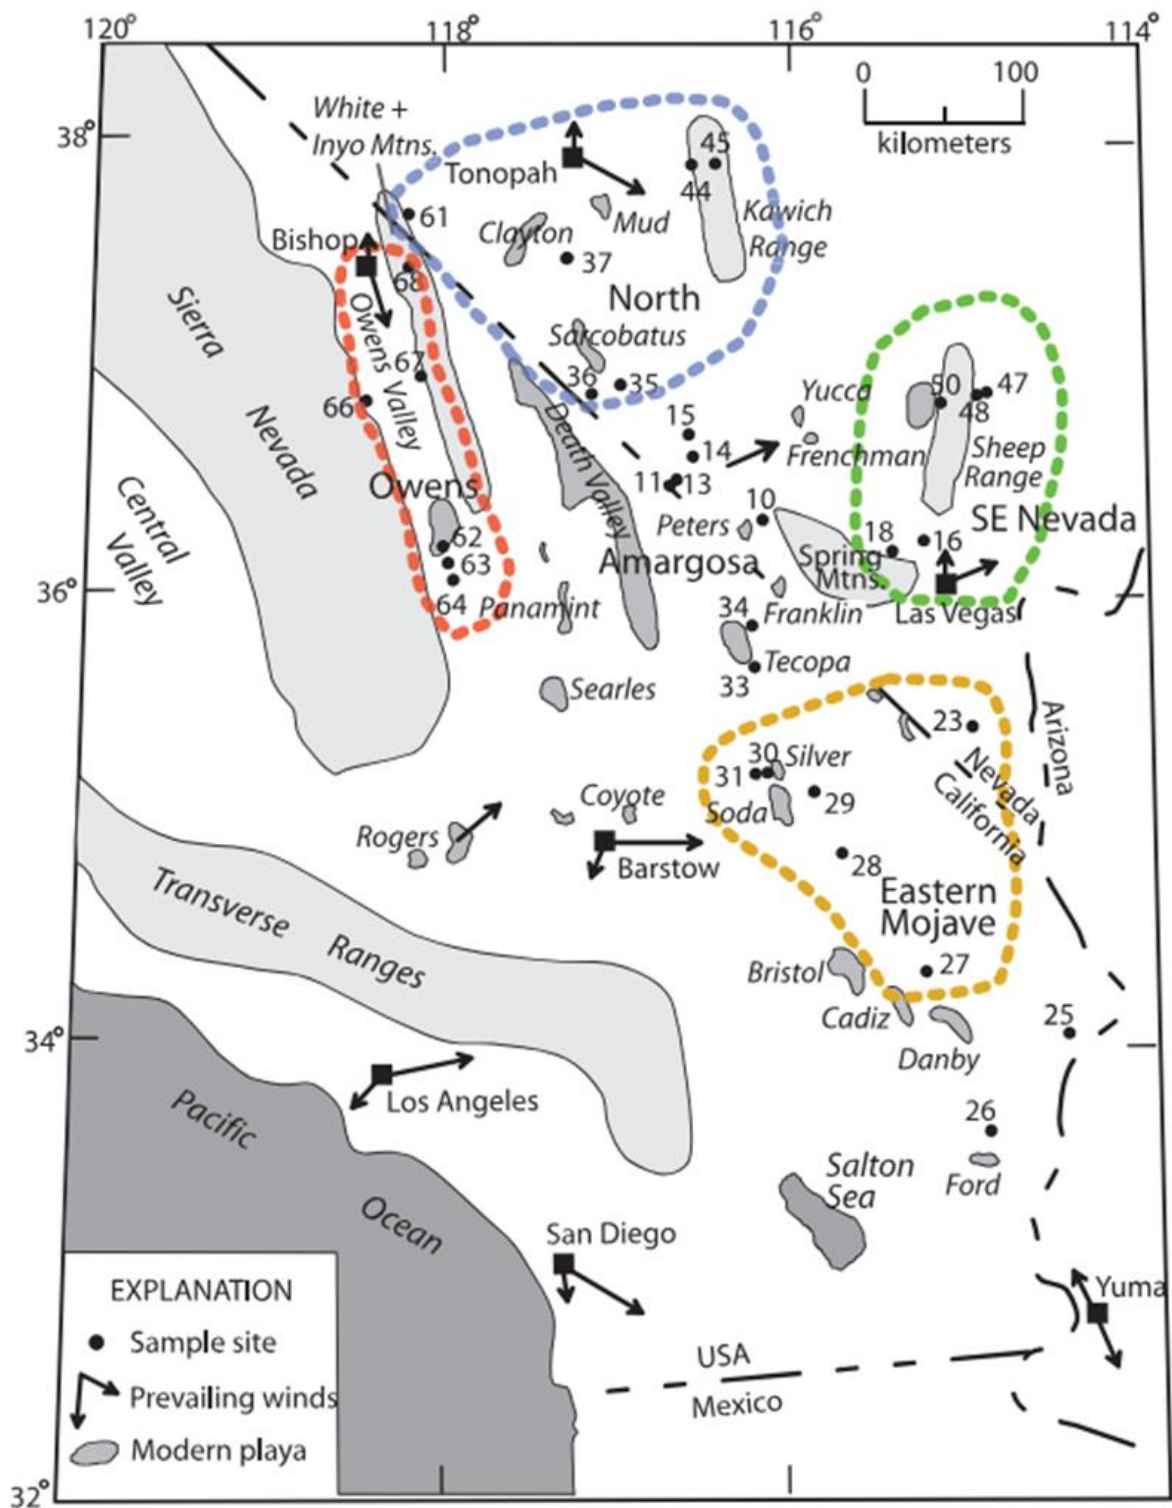 120°
118°
116°
114°
0
100
kilometers
38°
White +
Inyo Mtns.
Tonopah
45
44
Kawich
Range
61
Mud
Clayton
37
Bishop
68
North
Sierra
Owens Valley
Sarcobatus
67
36
35
Yucca
50
47
48
66
15
Nevada
Death Valley
14
Frenchman
Sheep
Range
11
13
Owens
10
Peters
SE Nevada
Central
Valley
62
18
16
63
Amargosa
Spring
Mtns.
36°
64
Panamint
34
Franklin
Las Vegas
Tecopa
33
Searles
Arizona
23
30
Silver
31
Nevada
California
Coyote
Soda
29
Rogers
Barstow
28
Transverse
Ranges
Eastern
Mojave
Bristol
27
Cadiz
25
34°
Danby
Los Angeles
Pacific
Ocean
26
Salton
Sea
Ford
San Diego
EXPLANATION
Sample site
Prevailing winds
Modern playa
Yuma
USA
Mexico
32°